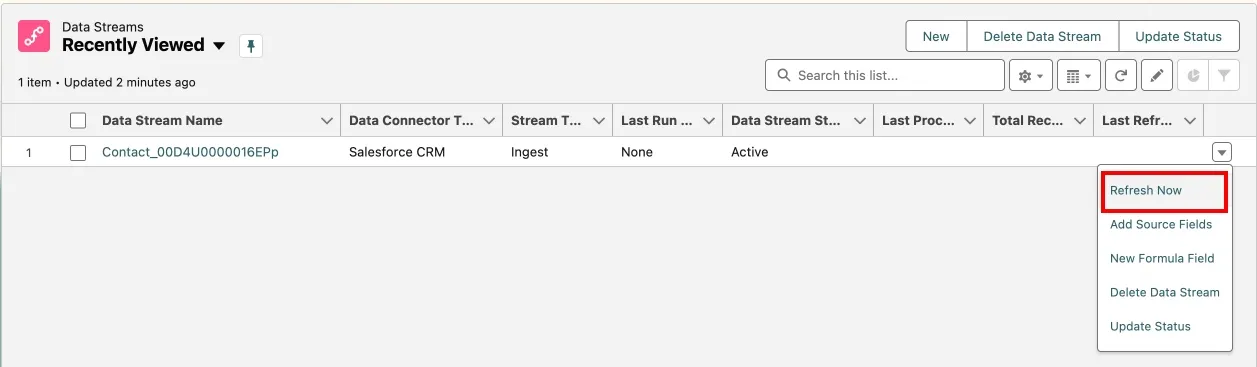 Data Streams
Recently Viewed
New Delete Data Stream Update Status
1 item • Updated 2 minutes ago
Search this list...
Data Stream Name Data Connector T... Stream T... Last Run ... Data Stream St... Last Proc... Total Rec... Last Refr...
1 Contact_00D4U0000016EPp Salesforce CRM Ingest None Active
Refresh Now
Add Source Fields
New Formula Field
Delete Data Stream
Update Status